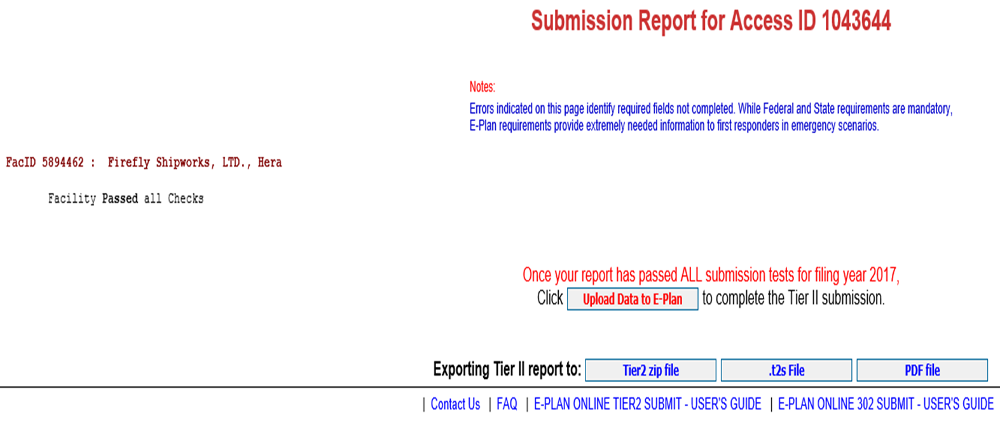 Submission Report for Access ID 1043644
Notes:
Errors indicated on this page identify required fields not completed. While Federal and State requirements are mandatory,
E-Plan requirements provide extremely needed information to first responders in emergency scenarios.
FacID 5894462 : Firefly Shipworks, LTD., Hera
Facility Passed all Checks
Once your report has passed ALL submission tests for filing year 2017,
Click Upload Data to E-Plan to complete the Tier II submission.
Exporting Tier II report to: Tier2 zip file .t2s File PDF file
| Contact Us | FAQ | E-PLAN ONLINE TIER2 SUBMIT - USER'S GUIDE | E-PLAN ONLINE 302 SUBMIT - USER'S GUIDE